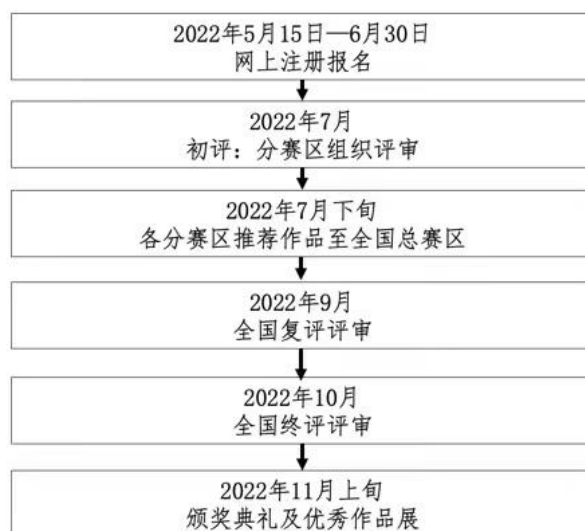 2022年5月15日—6月30日
网上注册报名
2022年7月
初评：分赛区组织评审
2022年7月下旬
各分赛区推荐作品至全国总赛区
2022年9月
全国复评评审
2022年10月
全国终评评审
2022年11月上旬
颁奖典礼及优秀作品展